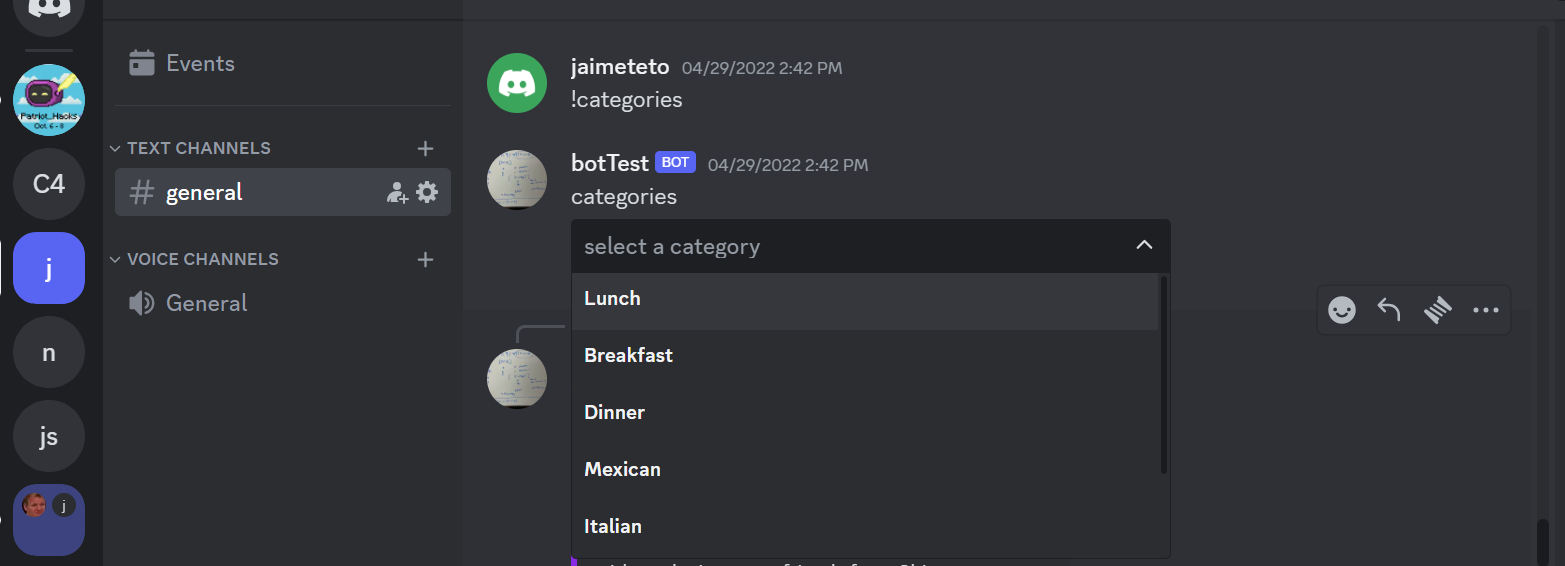 Patriot_Hacks
Oct. 6 - 8
C4
j
n
js
j
Events
TEXT CHANNELS
general
VOICE CHANNELS
General
jaimeteto 04/29/2022 2:42 PM
!categories
botTest BOT 04/29/2022 2:42 PM
categories
select a category
Lunch
Breakfast
Dinner
Mexican
Italian